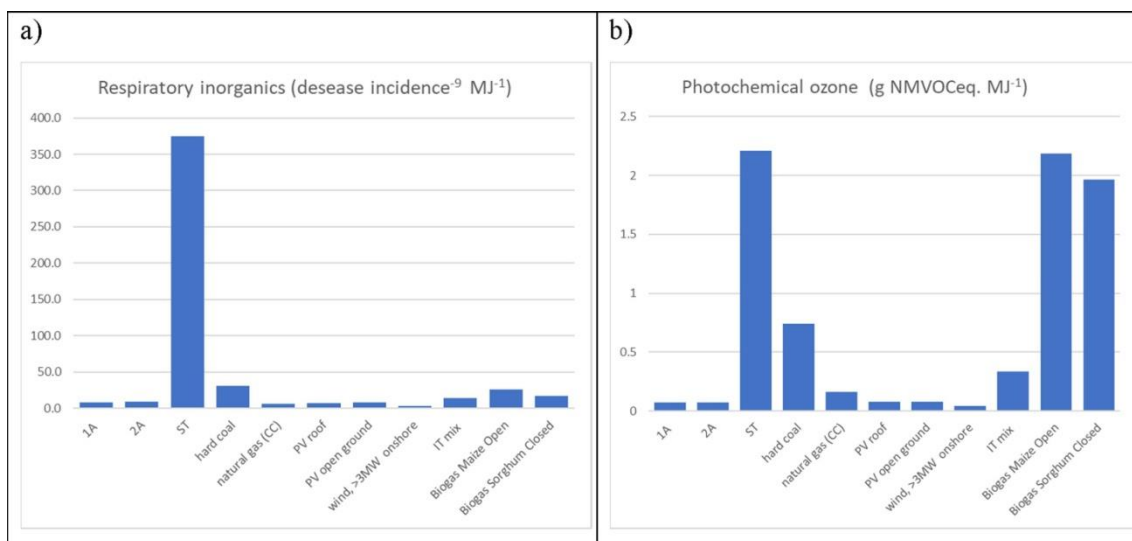 a)
Respiratory inorganics (desease incidence⁻⁹ MJ⁻¹)
400.0
350.0
300.0
250.0
200.0
150.0
100.0
50.0
0.0
1A
2A
ST
hard coal
natural gas (CC)
PV roof
PV open ground
wind, >3MW onshore
IT mix
Biogas Maize Open
Biogas Sorghum Closed
b)
Photochemical ozone (g NMVOCeq. MJ⁻¹)
2.5
2
1.5
1
0.5
0
1A
2A
ST
hard coal
natural gas (CC)
PV roof
PV open ground
wind, >3MW onshore
IT mix
Biogas Maize Open
Biogas Sorghum Closed